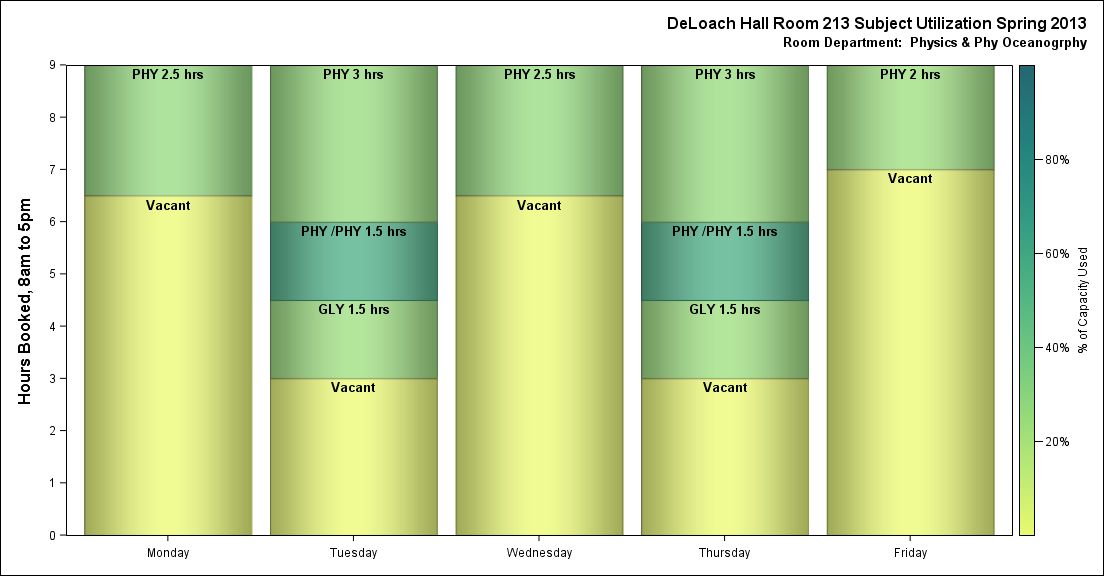 DeLoach Hall Room 213 Subject Utilization Spring 2013
Room Department:  Physics & Phy Oceanogrphy
Hours Booked, 8am to 5pm
9
8
7
6
5
4
3
2
1
0
PHY 2.5 hrs
Vacant
Monday
PHY 3 hrs
PHY /PHY 1.5 hrs
GLY 1.5 hrs
Vacant
Tuesday
PHY 2.5 hrs
Vacant
Wednesday
PHY 3 hrs
PHY /PHY 1.5 hrs
GLY 1.5 hrs
Vacant
Thursday
PHY 2 hrs
Vacant
Friday
80%
60%
40%
20%
% of Capacity Used